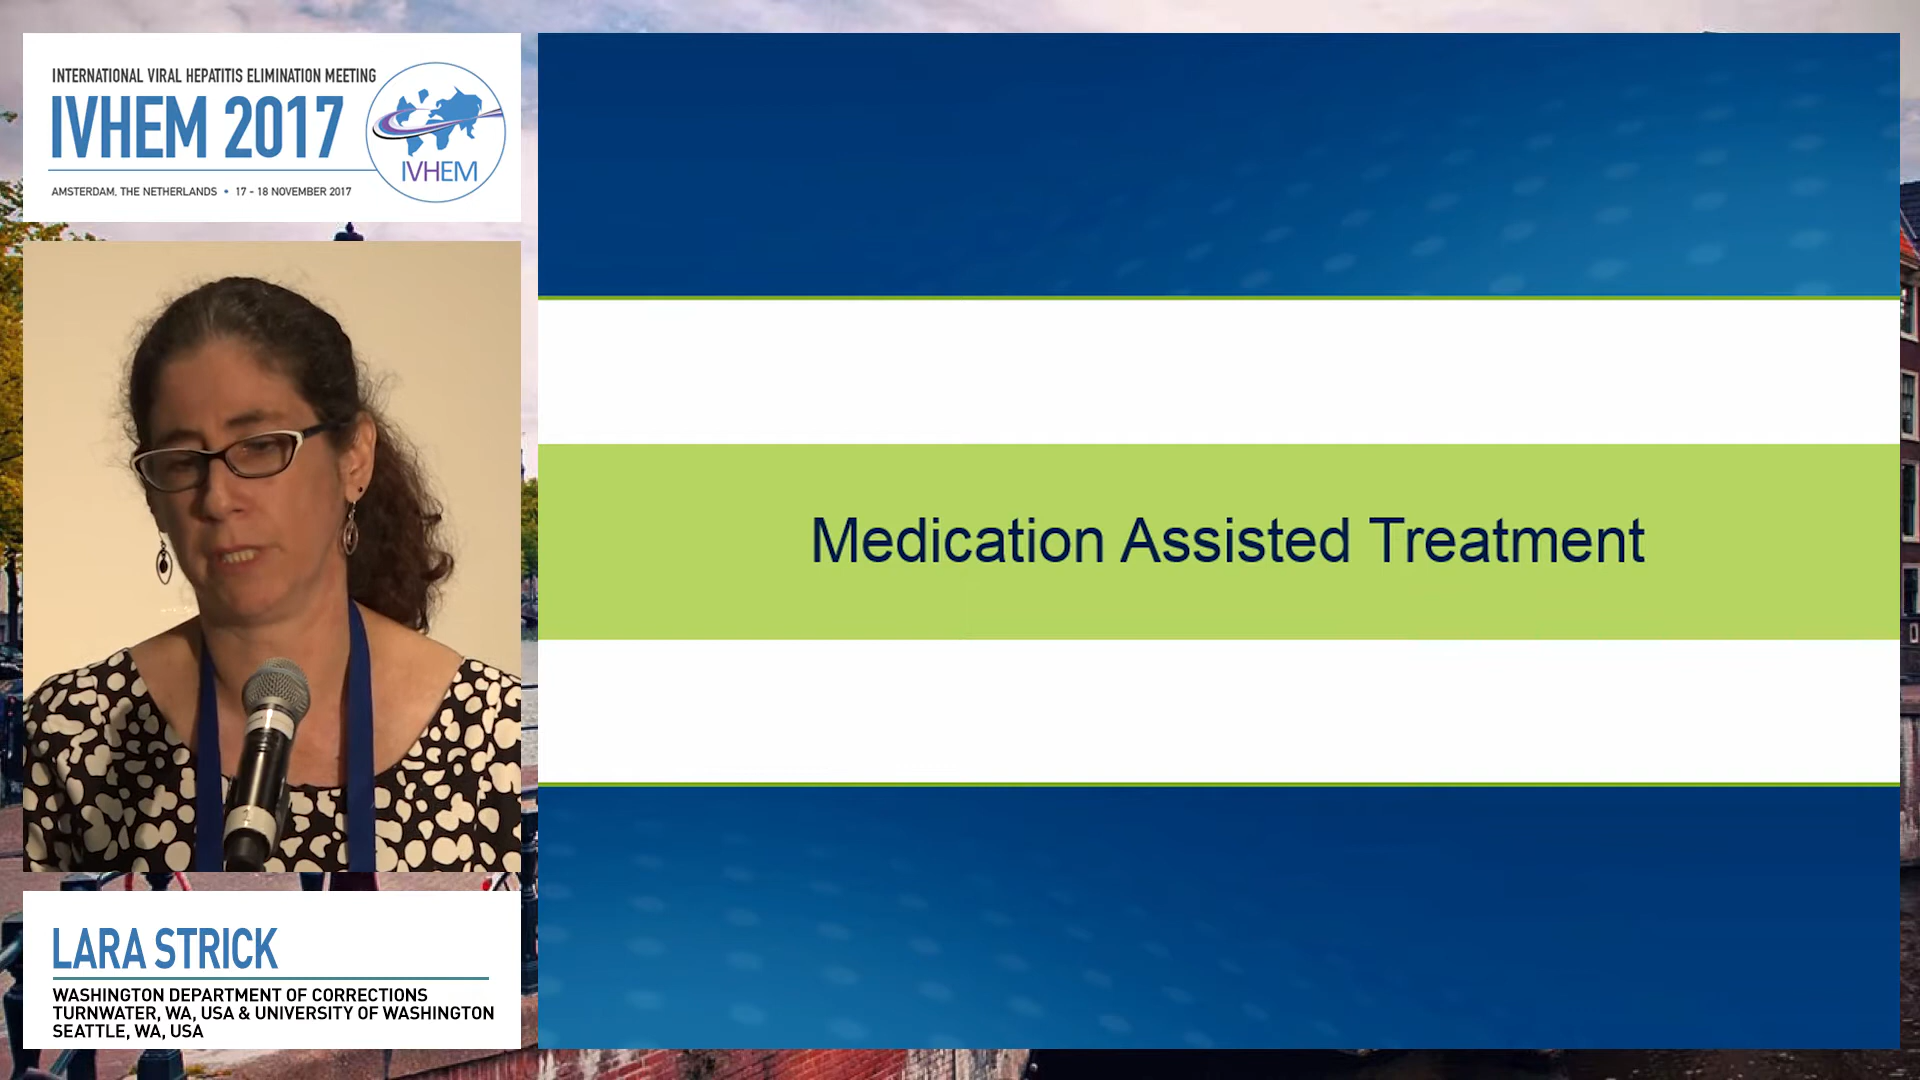 INTERNATIONAL VIRAL HEPATITIS ELIMINATION MEETING
IVHEM 2017
IVHEM
AMSTERDAM, THE NETHERLANDS • 17 - 18 NOVEMBER 2017
Medication Assisted Treatment
LARA STRICK
WASHINGTON DEPARTMENT OF CORRECTIONS
TURNWATER, WA, USA & UNIVERSITY OF WASHINGTON
SEATTLE, WA, USA